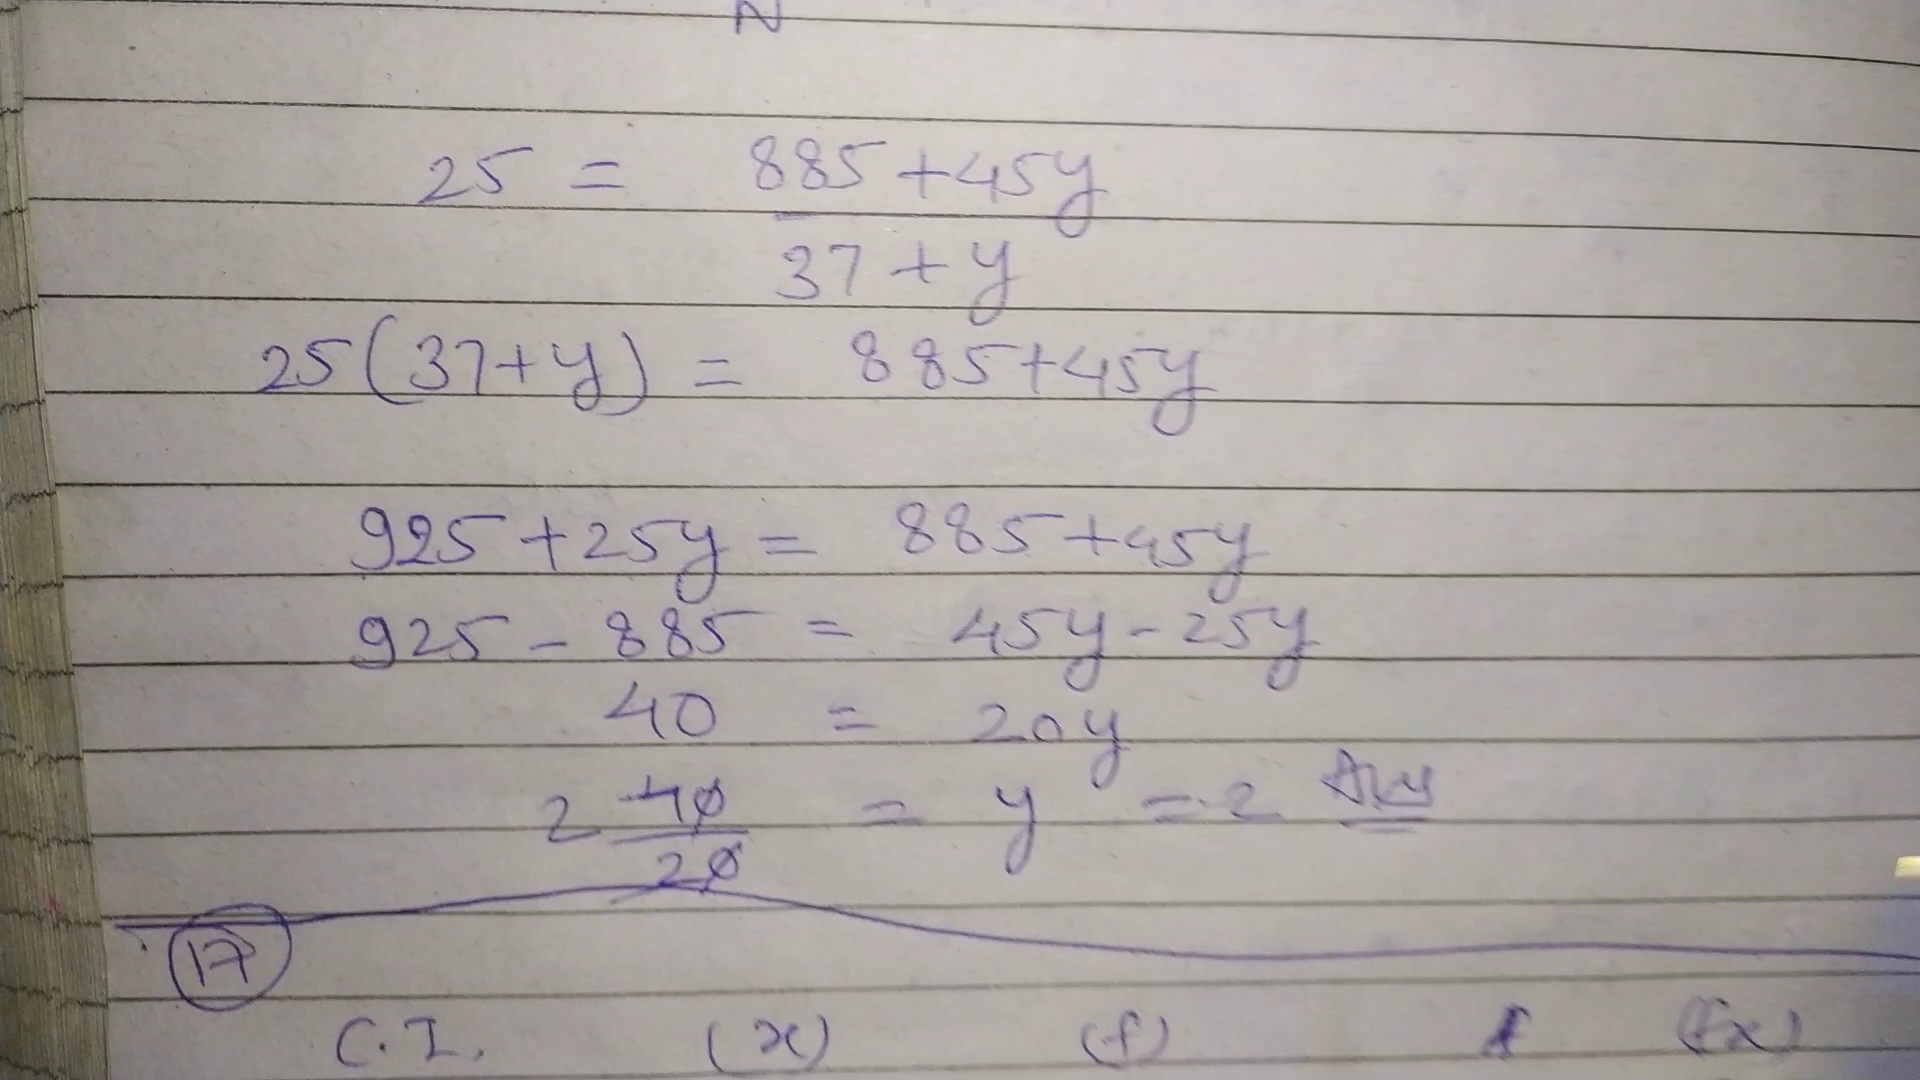 N
25 = 885+45y
37+y
25(37+y) = 885+45y
925+25y = 885+45y
925-885 = 45y-25y
40 = 20y
2 40/20 = y = 2 Ans
17
C.I. (x) (f) (fx)